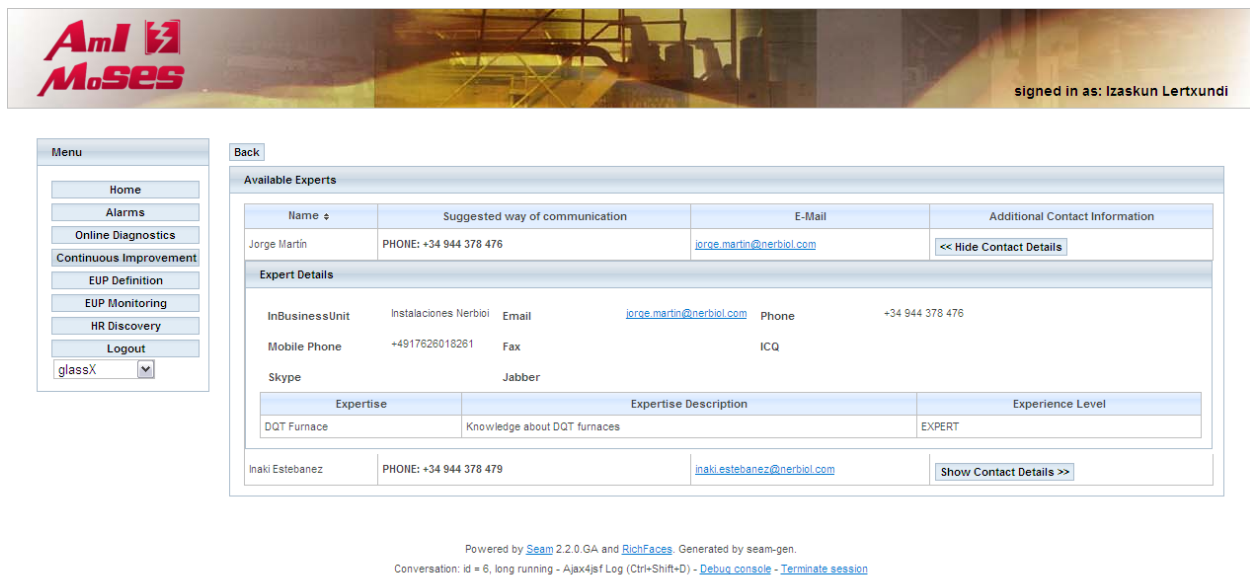 AmI
MoSES
signed in as: Izaskun Lertxundi
Menu
Home
Alarms
Online Diagnostics
Continuous Improvement
EUP Definition
EUP Monitoring
HR Discovery
Logout
glassX
Back
Available Experts
Name Suggested way of communication E-Mail Additional Contact Information
Jorge Martín PHONE: +34 944 378 476 jorge.martin@nerbiol.com << Hide Contact Details
Expert Details
InBusinessUnit Instalaciones Nerbiol Email jorge.martin@nerbiol.com Phone +34 944 378 476
Mobile Phone +4917626018261 Fax ICQ
Skype Jabber
Expertise Expertise Description Experience Level
DQT Furnace Knowledge about DQT furnaces EXPERT
Inaki Estebanez PHONE: +34 944 378 479 inaki.estebanez@nerbiol.com Show Contact Details >>
Powered by Seam 2.2.0.GA and RichFaces. Generated by seam-gen.
Conversation: id = 6, long running - Ajax4jsf Log (Ctrl+Shift+D) - Debug console - Terminate session